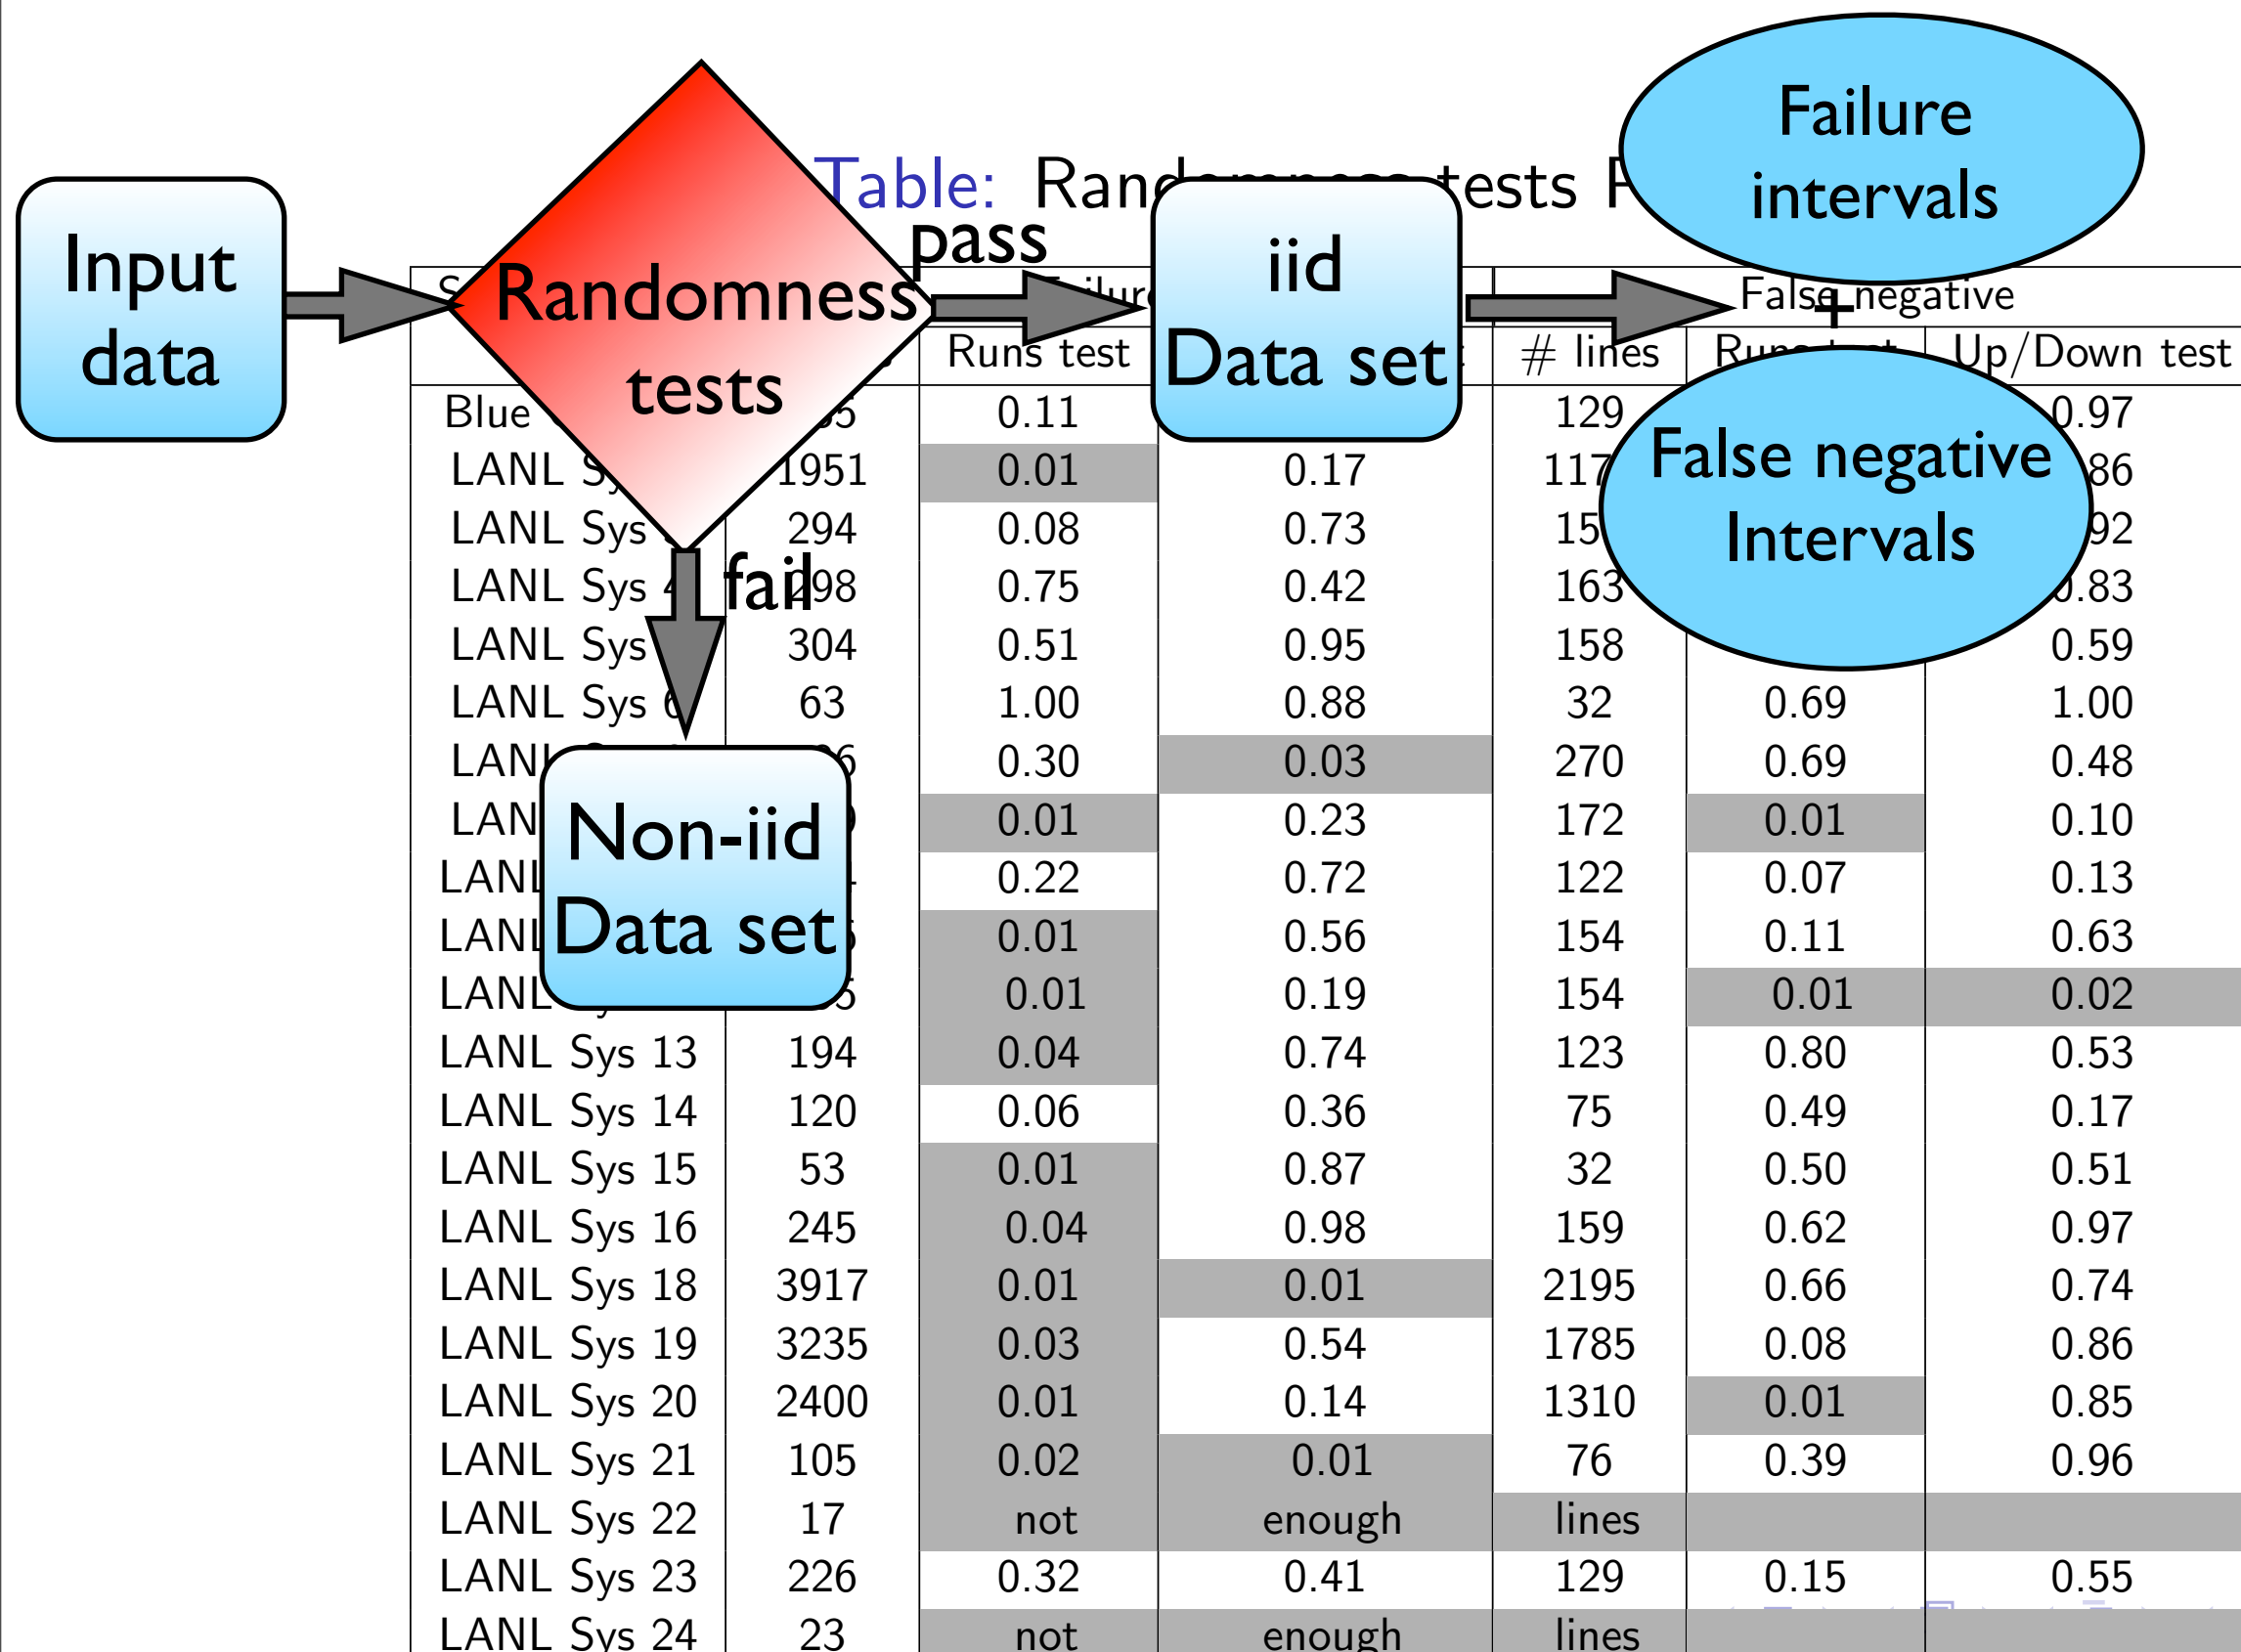 Failure
intervals
Table: tests
pass
Input
data
Randomness
tests
iid
Data set
False negative
+
Runs test # lines Up/Down test
Blue 0.11 129 0.97
False negative
Intervals
LANL 1951 0.01 0.17
LANL Sys 294 0.08 0.73
LANL Sys 298 0.75 0.42 163 0.83
fail
LANL Sys 304 0.51 0.95 158 0.59
LANL Sys 6 63 1.00 0.88 32 0.69 1.00
LANL 0.30 0.03 270 0.69 0.48
0.01 0.23 172 0.01 0.10
Non-iid
Data set
LANL 0.22 0.72 122 0.07 0.13
LANL 0.01 0.56 154 0.11 0.63
LANL 0.01 0.19 154 0.01 0.02
LANL Sys 13 194 0.04 0.74 123 0.80 0.53
LANL Sys 14 120 0.06 0.36 75 0.49 0.17
LANL Sys 15 53 0.01 0.87 32 0.50 0.51
LANL Sys 16 245 0.04 0.98 159 0.62 0.97
LANL Sys 18 3917 0.01 0.01 2195 0.66 0.74
LANL Sys 19 3235 0.03 0.54 1785 0.08 0.86
LANL Sys 20 2400 0.01 0.14 1310 0.01 0.85
LANL Sys 21 105 0.02 0.01 76 0.39 0.96
LANL Sys 22 17 not enough lines
LANL Sys 23 226 0.32 0.41 129 0.15 0.55
LANL Sys 24 23 not enough lines